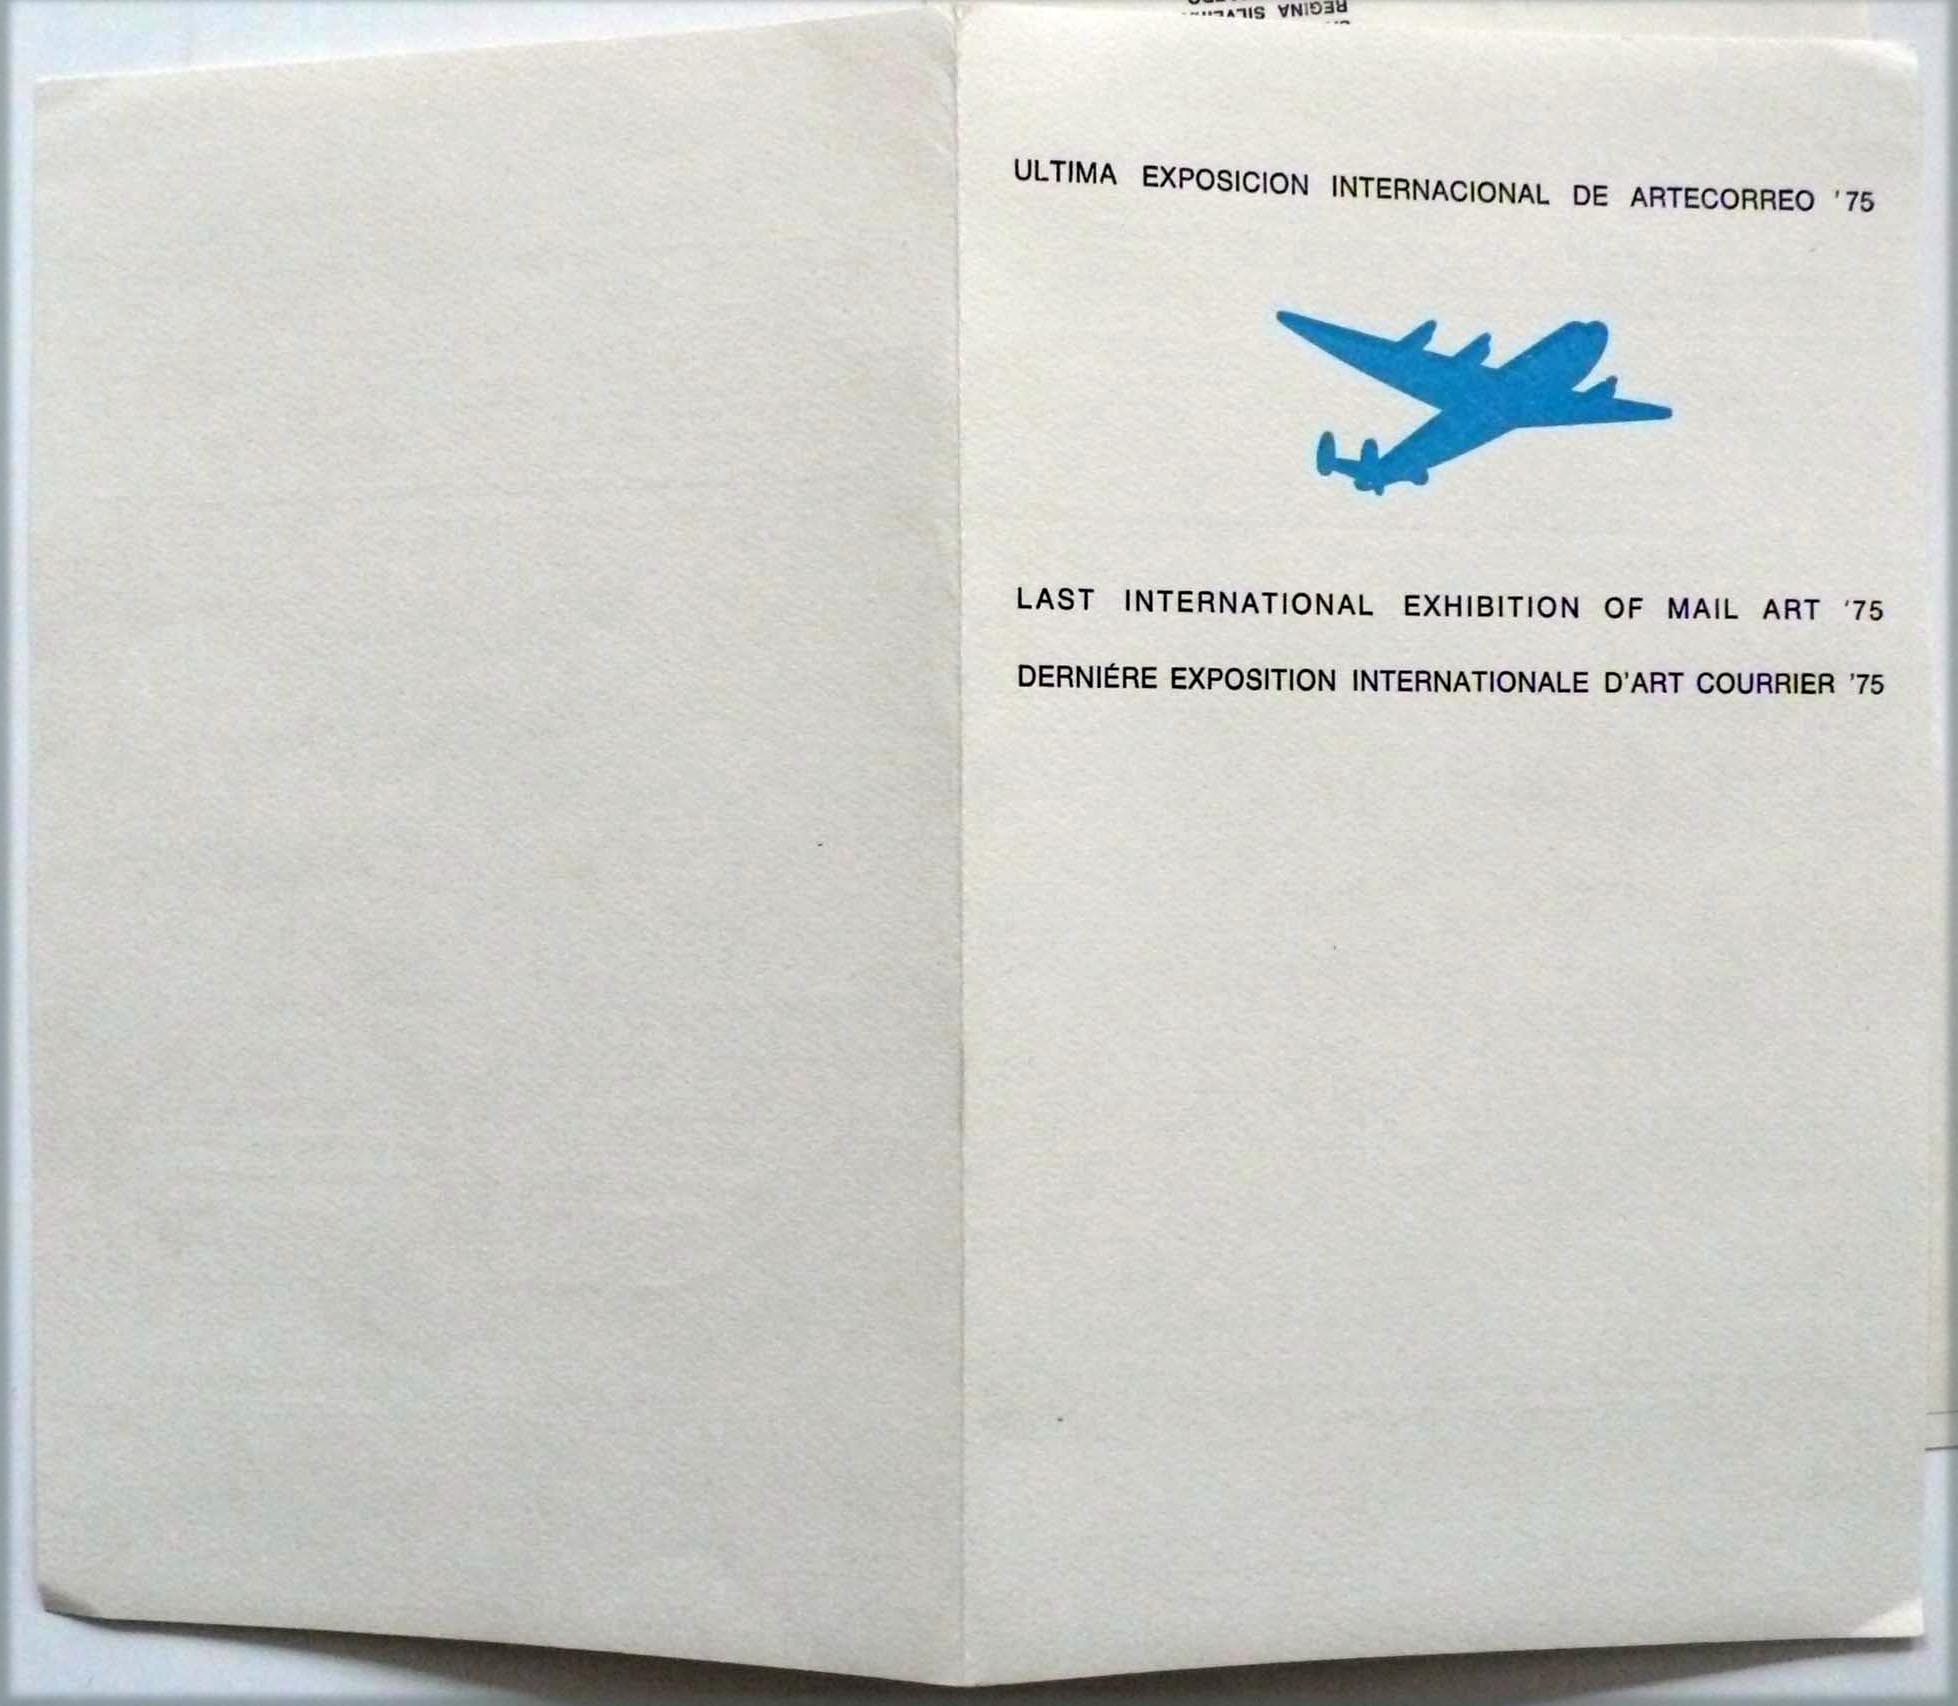 REGINA
ULTIMA EXPOSICION INTERNACIONAL DE ARTECORREO '75
LAST INTERNATIONAL EXHIBITION OF MAIL ART '75
DERNIÉRE EXPOSITION INTERNATIONALE D'ART COURRIER '75